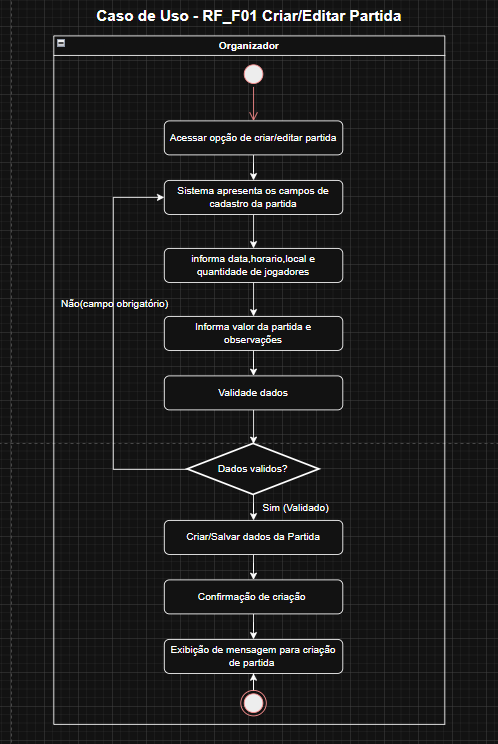 Caso de Uso - RF_F01 Criar/Editar Partida
Organizador
Acessar opção de criar/editar partida
Sistema apresenta os campos de
cadastro da partida
informa data,horario,local e
quantidade de jogadores
Não(campo obrigatório)
Informa valor da partida e
observações
Validade dados
Dados validos?
Sim (Validado)
Criar/Salvar dados da Partida
Confirmação de criação
Exibição de mensagem para criação
de partida